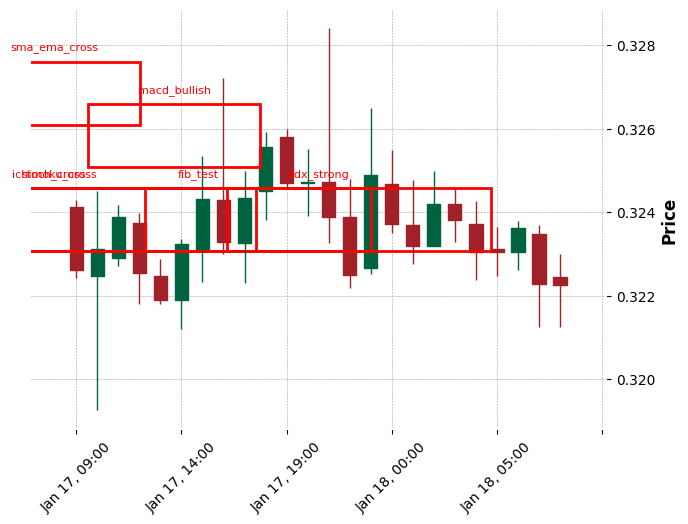 sma_ema_cross
macd_bullish
fib_test
adx_strong
0.328
0.326
0.324
0.322
0.320
Price
Jan 17, 09:00
Jan 17, 14:00
Jan 17, 19:00
Jan 18, 00:00
Jan 18, 05:00